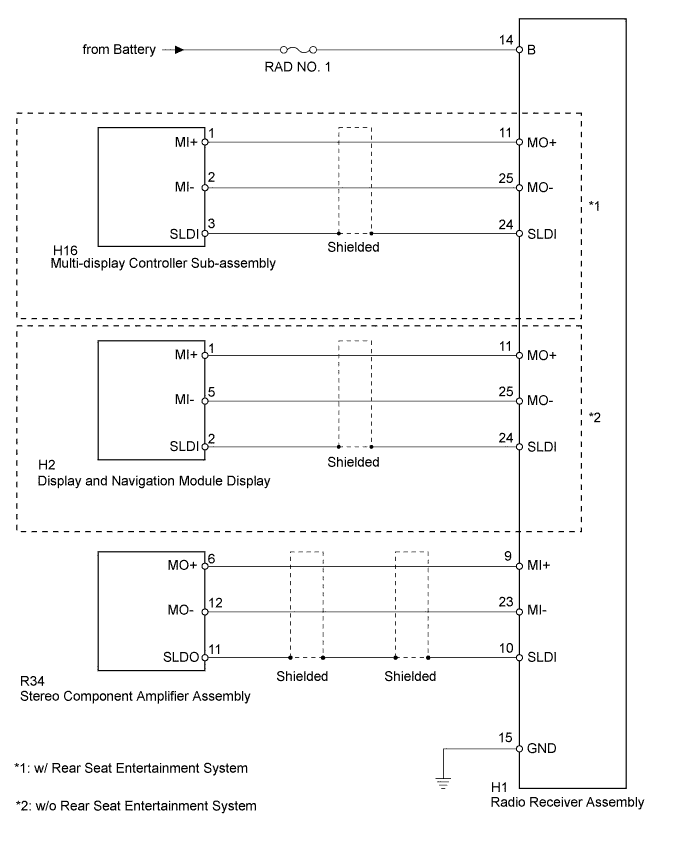 from Battery
RAD NO. 1
14 B
MI+ 1 11 MO+
MI- 2 25 MO-
*1
SLDI 3 24 SLDI
Shielded
H16
Multi-display Controller Sub-assembly
MI+ 1 11 MO+
MI- 5 25 MO-
*2
SLDI 2 24 SLDI
Shielded
H2
Display and Navigation Module Display
MO+ 6 9 MI+
MO- 12 23 MI-
SLDO 11 10 SLDI
Shielded Shielded
R34
Stereo Component Amplifier Assembly
15 GND
*1: w/ Rear Seat Entertainment System
H1
Radio Receiver Assembly
*2: w/o Rear Seat Entertainment System